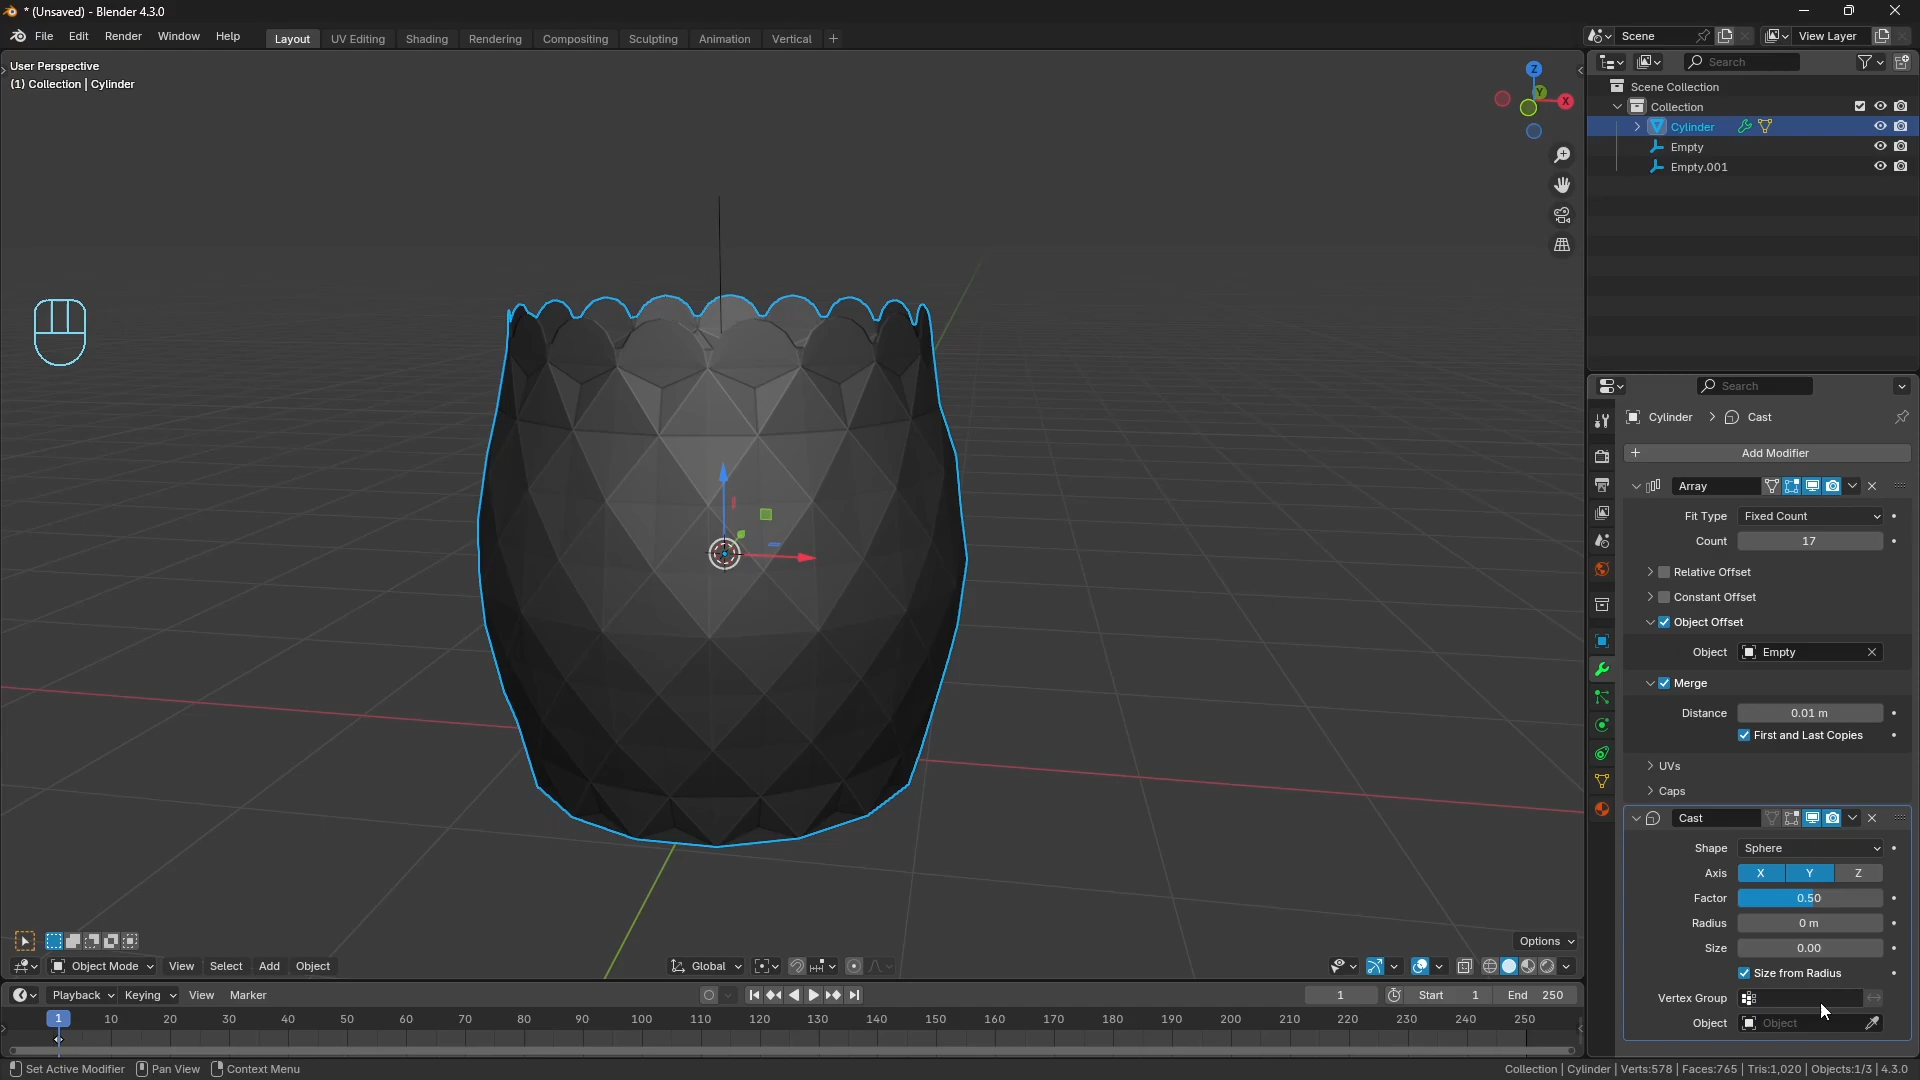 * (Unsaved) - Blender 4.3.0
File Edit Render Window Help
Layout UV Editing Shading Rendering Compositing Sculpting Animation Vertical +
Scene
View Layer
User Perspective
(1) Collection | Cylinder
Z
Y
X
Search
Scene Collection
Collection
Cylinder
Empty
Empty.001
Search
Cylinder > Cast
+ Add Modifier
Array
Fit Type Fixed Count
Count 17
Relative Offset
Constant Offset
Object Offset
Object Empty
Merge
Distance 0.01 m
First and Last Copies
UVs
Caps
Cast
Shape Sphere
Axis X Y Z
Factor 0.50
Radius 0 m
Size 0.00
Size from Radius
Vertex Group
Object Object
Options
Object Mode View Select Add Object
Global
Playback Keying View Marker
1 Start 1 End 250
1 10 20 30 40 50 60 70 80 90 100 110 120 130 140 150 160 170 180 190 200 210 220 230 240 250
Set Active Modifier Pan View Context Menu
Collection | Cylinder | Verts:578 | Faces:765 | Tris:1,020 | Objects:1/3 | 4.3.0